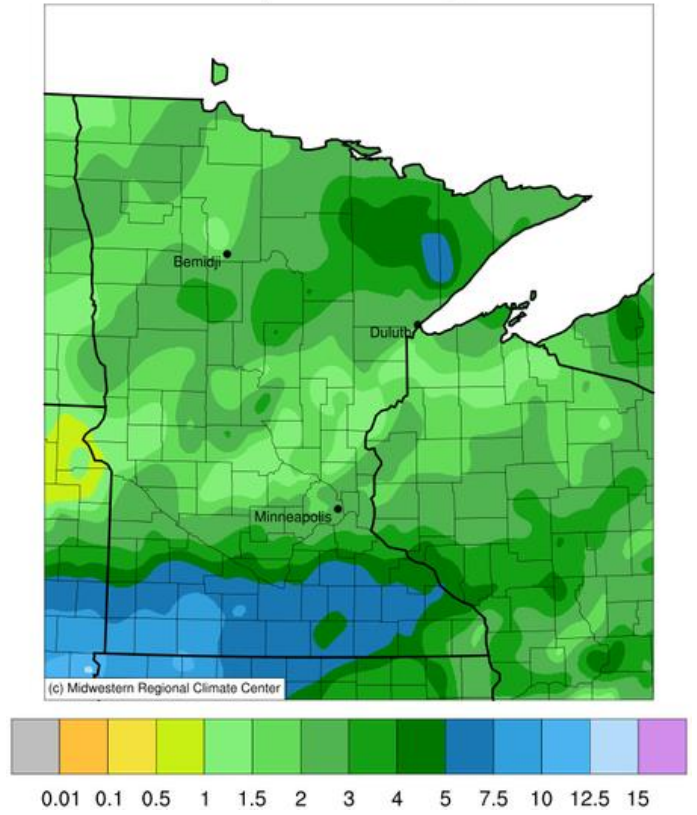 Bemidji
Duluth
Minneapolis
(c) Midwestern Regional Climate Center
0.01 0.1 0.5 1 1.5 2 3 4 5 7.5 10 12.5 15